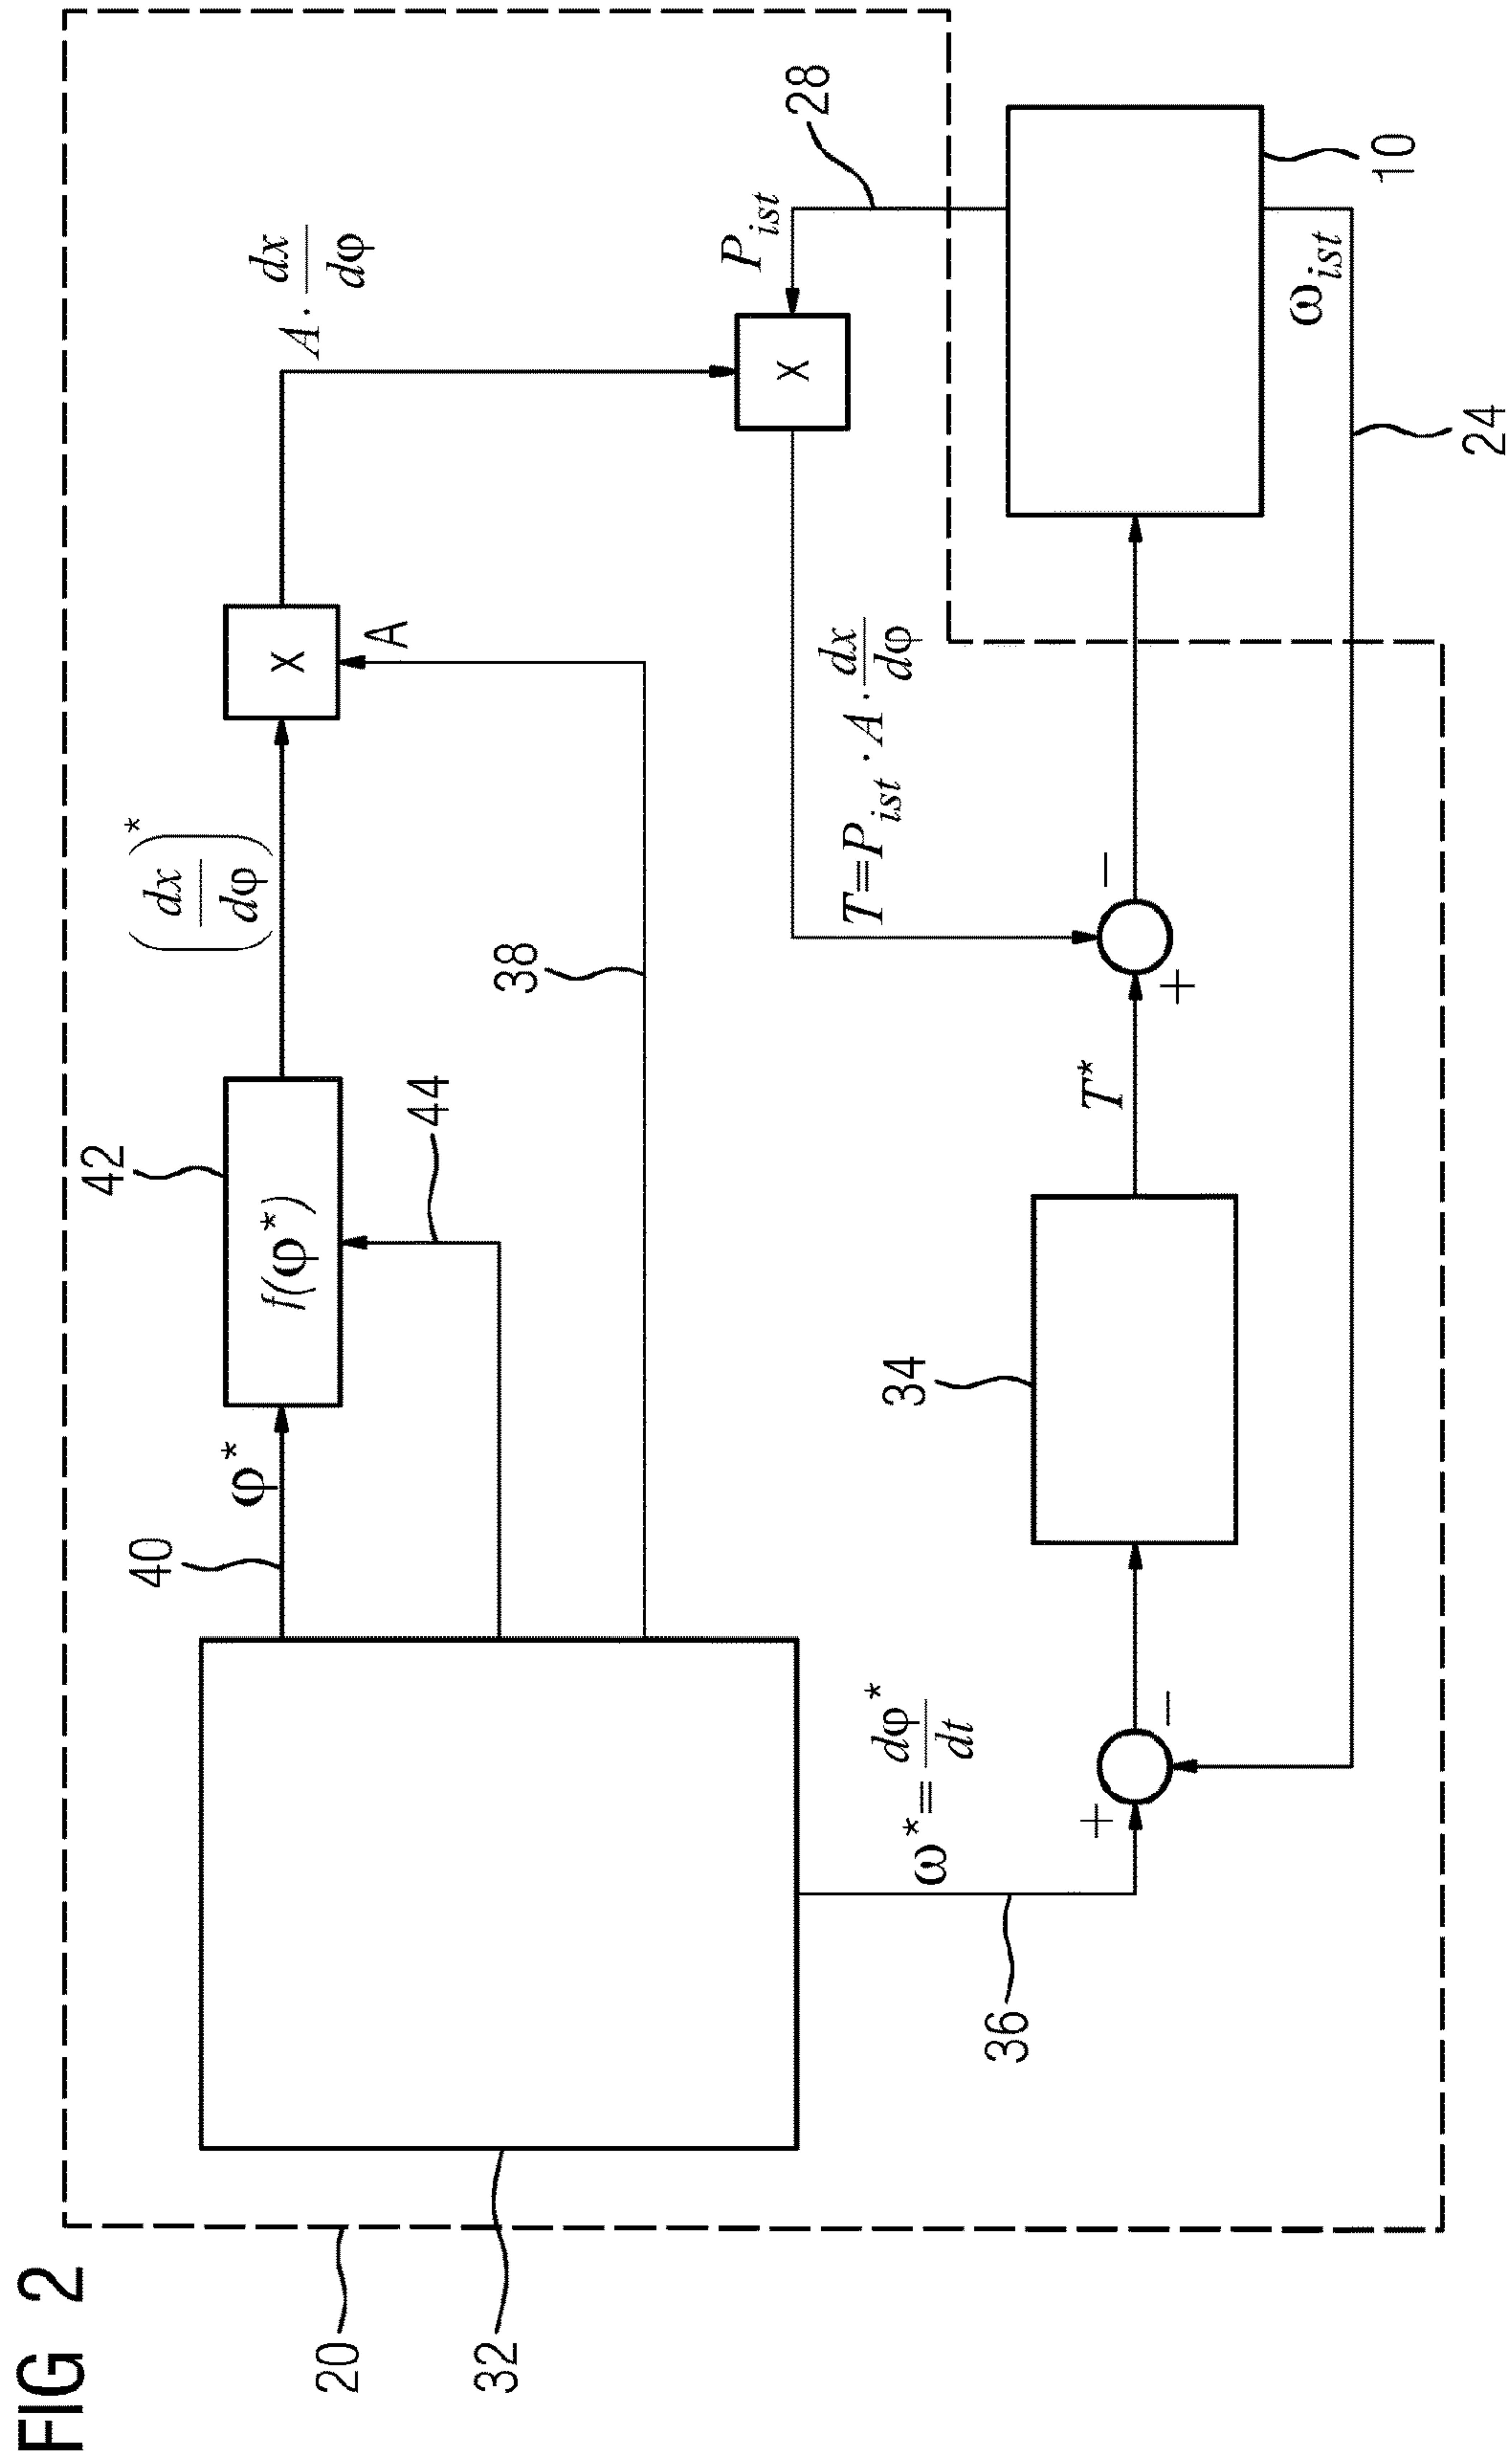 FIG 2
20
32
40
φ*
42
f(φ*)
44
(dx/dφ)*
38
X
A
A · dx/dφ
28
P_ist
X
T=P_ist · A · dx/dφ
36
ω*=dφ*/dt
+
−
34
T*
+
−
10
ω_ist
24